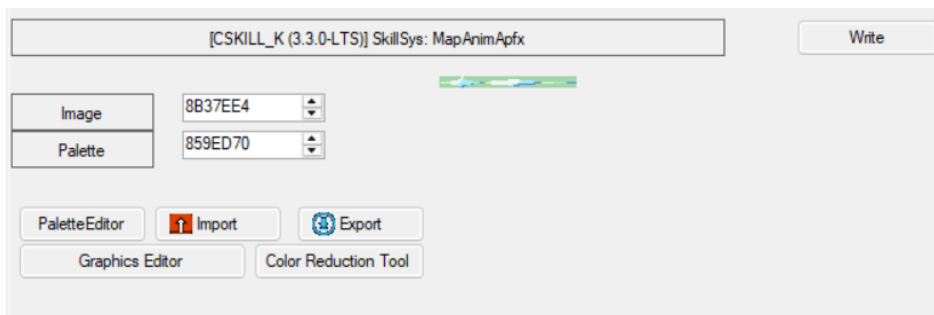 [CSKILL_K (3.3.0-LTS)] SkillSys: MapAnimApfx
Write
Image
8B37EE4
Palette
859ED70
PaletteEditor
Import
Export
Graphics Editor
Color Reduction Tool